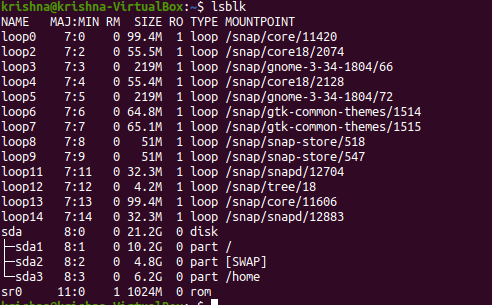 krishna@krishna-VirtualBox:~$ lsblk
NAME   MAJ:MIN RM  SIZE RO TYPE MOUNTPOINT
loop0    7:0    0 99.4M  1 loop /snap/core/11420
loop2    7:2    0 55.5M  1 loop /snap/core18/2074
loop3    7:3    0  219M  1 loop /snap/gnome-3-34-1804/66
loop4    7:4    0 55.4M  1 loop /snap/core18/2128
loop5    7:5    0  219M  1 loop /snap/gnome-3-34-1804/72
loop6    7:6    0 64.8M  1 loop /snap/gtk-common-themes/1514
loop7    7:7    0 65.1M  1 loop /snap/gtk-common-themes/1515
loop8    7:8    0   51M  1 loop /snap/snap-store/518
loop9    7:9    0   51M  1 loop /snap/snap-store/547
loop11   7:11   0 32.3M  1 loop /snap/snapd/12704
loop12   7:12   0  4.2M  1 loop /snap/tree/18
loop13   7:13   0 99.4M  1 loop /snap/core/11606
loop14   7:14   0 32.3M  1 loop /snap/snapd/12883
sda      8:0    0 21.2G  0 disk
├─sda1   8:1    0 10.2G  0 part /
├─sda2   8:2    0  4.8G  0 part [SWAP]
└─sda3   8:3    0  6.2G  0 part /home
sr0     11:0    1 1024M  0 rom
krishna@krishna-VirtualBox:~$